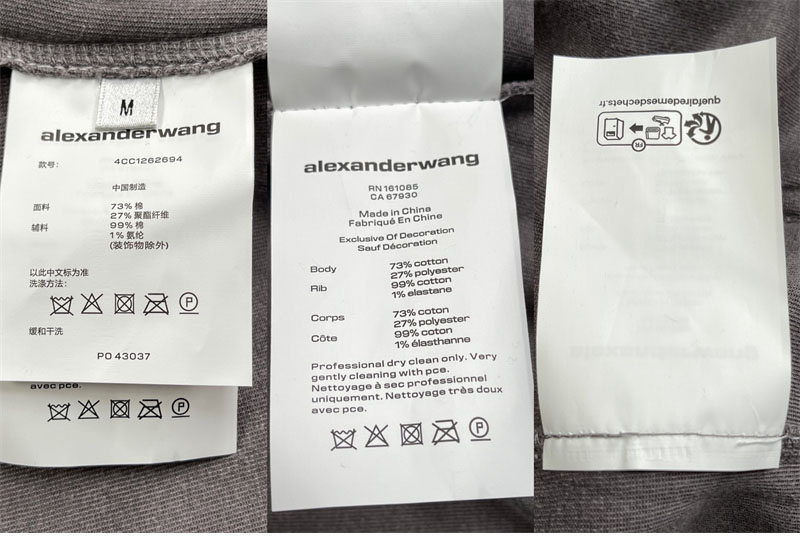 M
alexanderwang
款号: 4CC1262694
中国制造
面料 73% 棉
27% 聚酯纤维
辅料 99% 棉
1% 氨纶
(装饰物除外)
以此中文标为准
洗涤方法:
P
缓和干洗
PO 43037
avec pce.
P
alexanderwang
RN 161085
CA 67930
Made in China
Fabriqué En China
Exclusive Of Decoration
Sauf Décoration
Body 73% cotton
27% polyester
Rib 99% cotton
1% elastane
Corps 73% coton
27% polyester
Côte 99% coton
1% élasthanne
Professional dry clean only. Very
gently cleaning with pce.
Nettoyage à sec professionnel
uniquement. Nettoyage très doux
avec pce.
P
quefairedemesdechets.fr
FR
alexanderwang